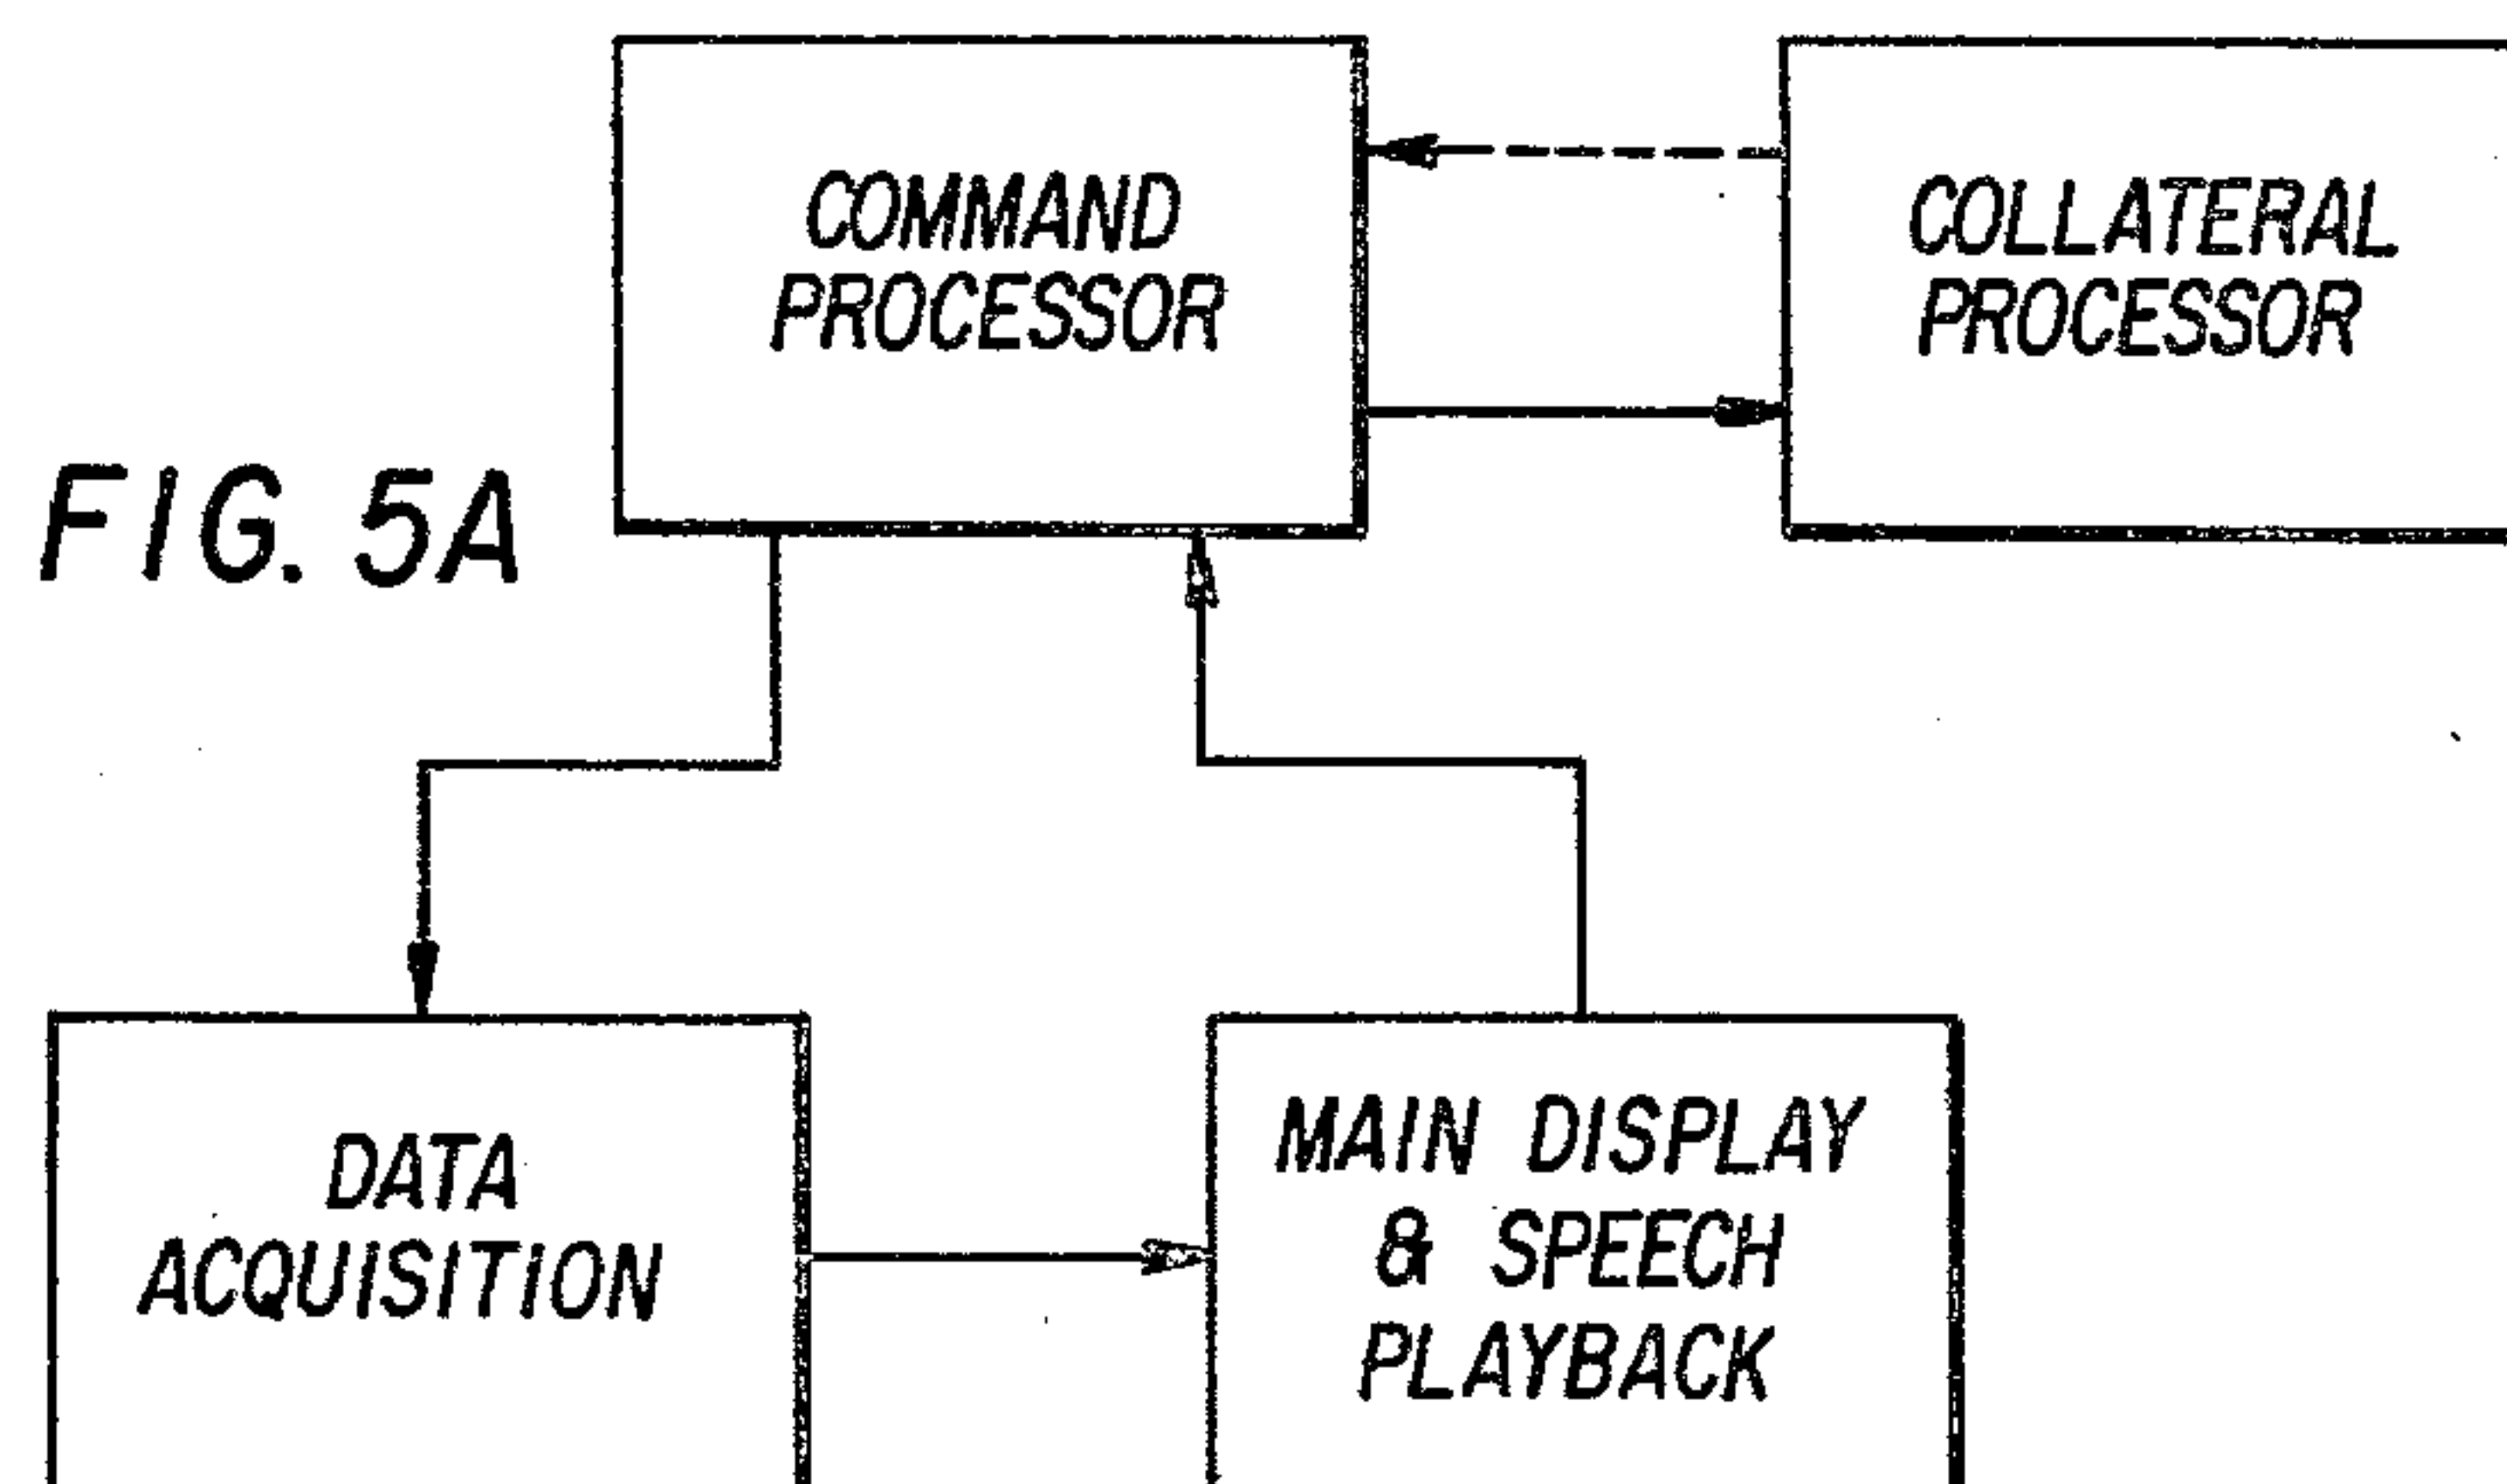 COMMAND
PROCESSOR
COLLATERAL
PROCESSOR
FIG. 5A
DATA
ACQUISITION
MAIN DISPLAY
& SPEECH
PLAYBACK